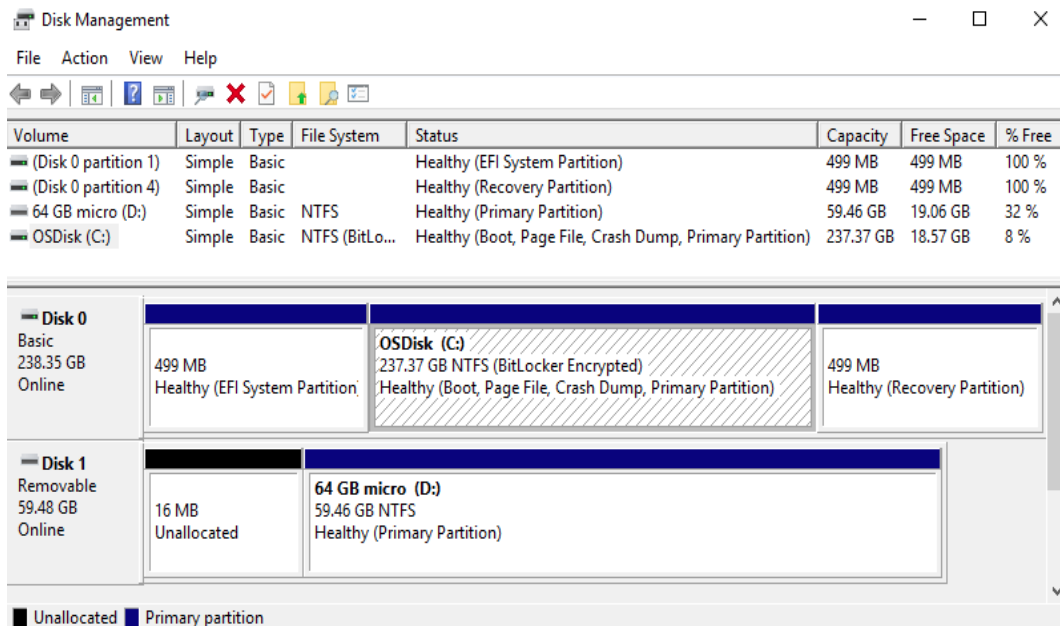 Disk Management
File Action View Help
Volume Layout Type File System Status Capacity Free Space % Free
(Disk 0 partition 1) Simple Basic Healthy (EFI System Partition) 499 MB 499 MB 100 %
(Disk 0 partition 4) Simple Basic Healthy (Recovery Partition) 499 MB 499 MB 100 %
64 GB micro (D:) Simple Basic NTFS Healthy (Primary Partition) 59.46 GB 19.06 GB 32 %
OSDisk (C:) Simple Basic NTFS (BitLo... Healthy (Boot, Page File, Crash Dump, Primary Partition) 237.37 GB 18.57 GB 8 %
Disk 0
Basic
238.35 GB
Online
499 MB
Healthy (EFI System Partition
OSDisk (C:)
237.37 GB NTFS (BitLocker Encrypted)
Healthy (Boot, Page File, Crash Dump, Primary Partition)
499 MB
Healthy (Recovery Partition)
Disk 1
Removable
59.48 GB
Online
16 MB
Unallocated
64 GB micro (D:)
59.46 GB NTFS
Healthy (Primary Partition)
Unallocated Primary partition